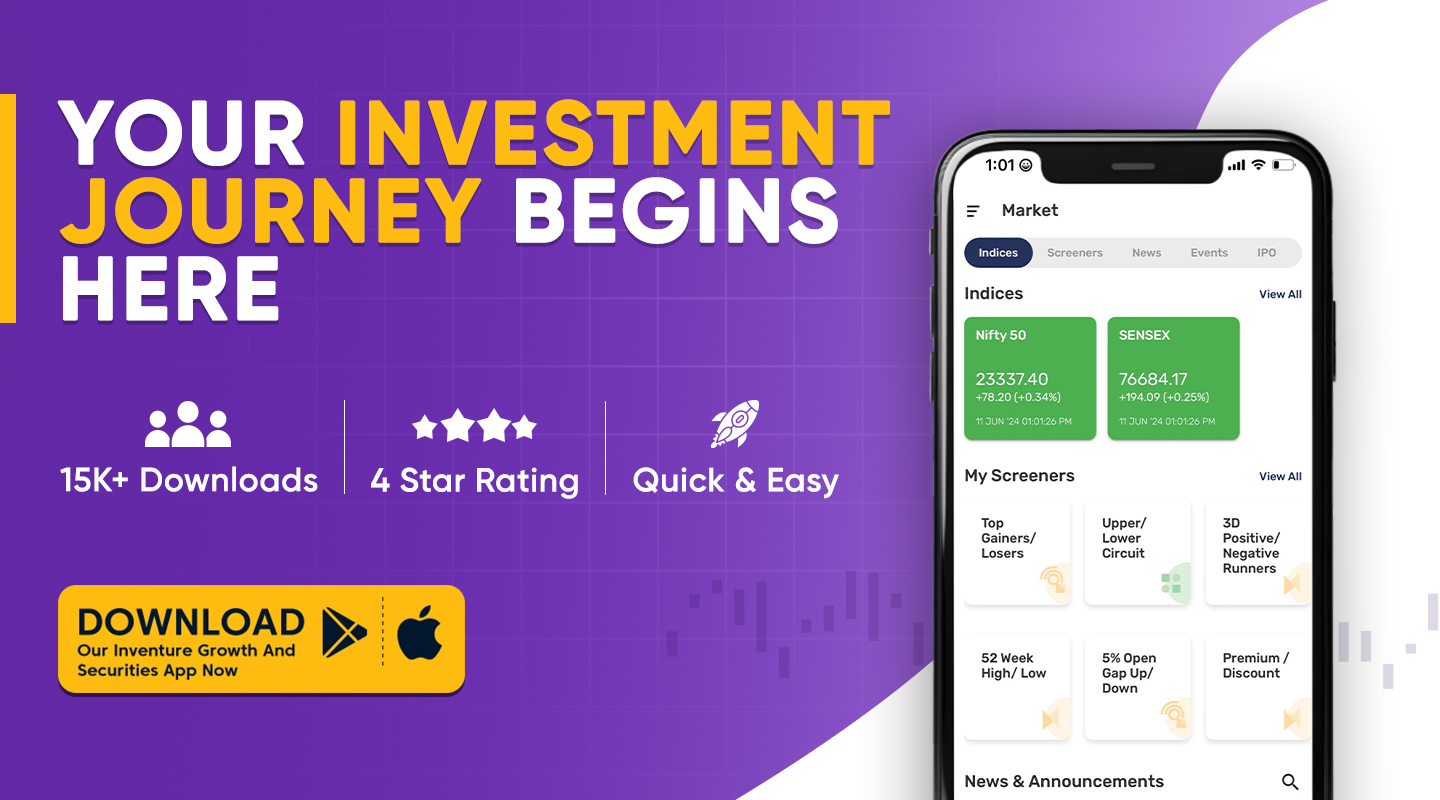 YOUR INVESTMENT
JOURNEY BEGINS
HERE
15K+ Downloads
4 Star Rating
Quick & Easy
DOWNLOAD
Our Inventure Growth And
Securities App Now
1:01
Market
Indices
Screeners
News
Events
IPO
Indices
View All
Nifty 50
23337.40
+78.20 (+0.34%)
11 JUN '24 01:01:26 PM
SENSEX
76684.17
+194.09 (+0.25%)
11 JUN '24 01:01:26 PM
My Screeners
View All
Top
Gainers/
Losers
Upper/
Lower
Circuit
3D
Positive/
Negative
Runners
52 Week
High/ Low
5% Open
Gap Up/
Down
Premium /
Discount
News & Announcements